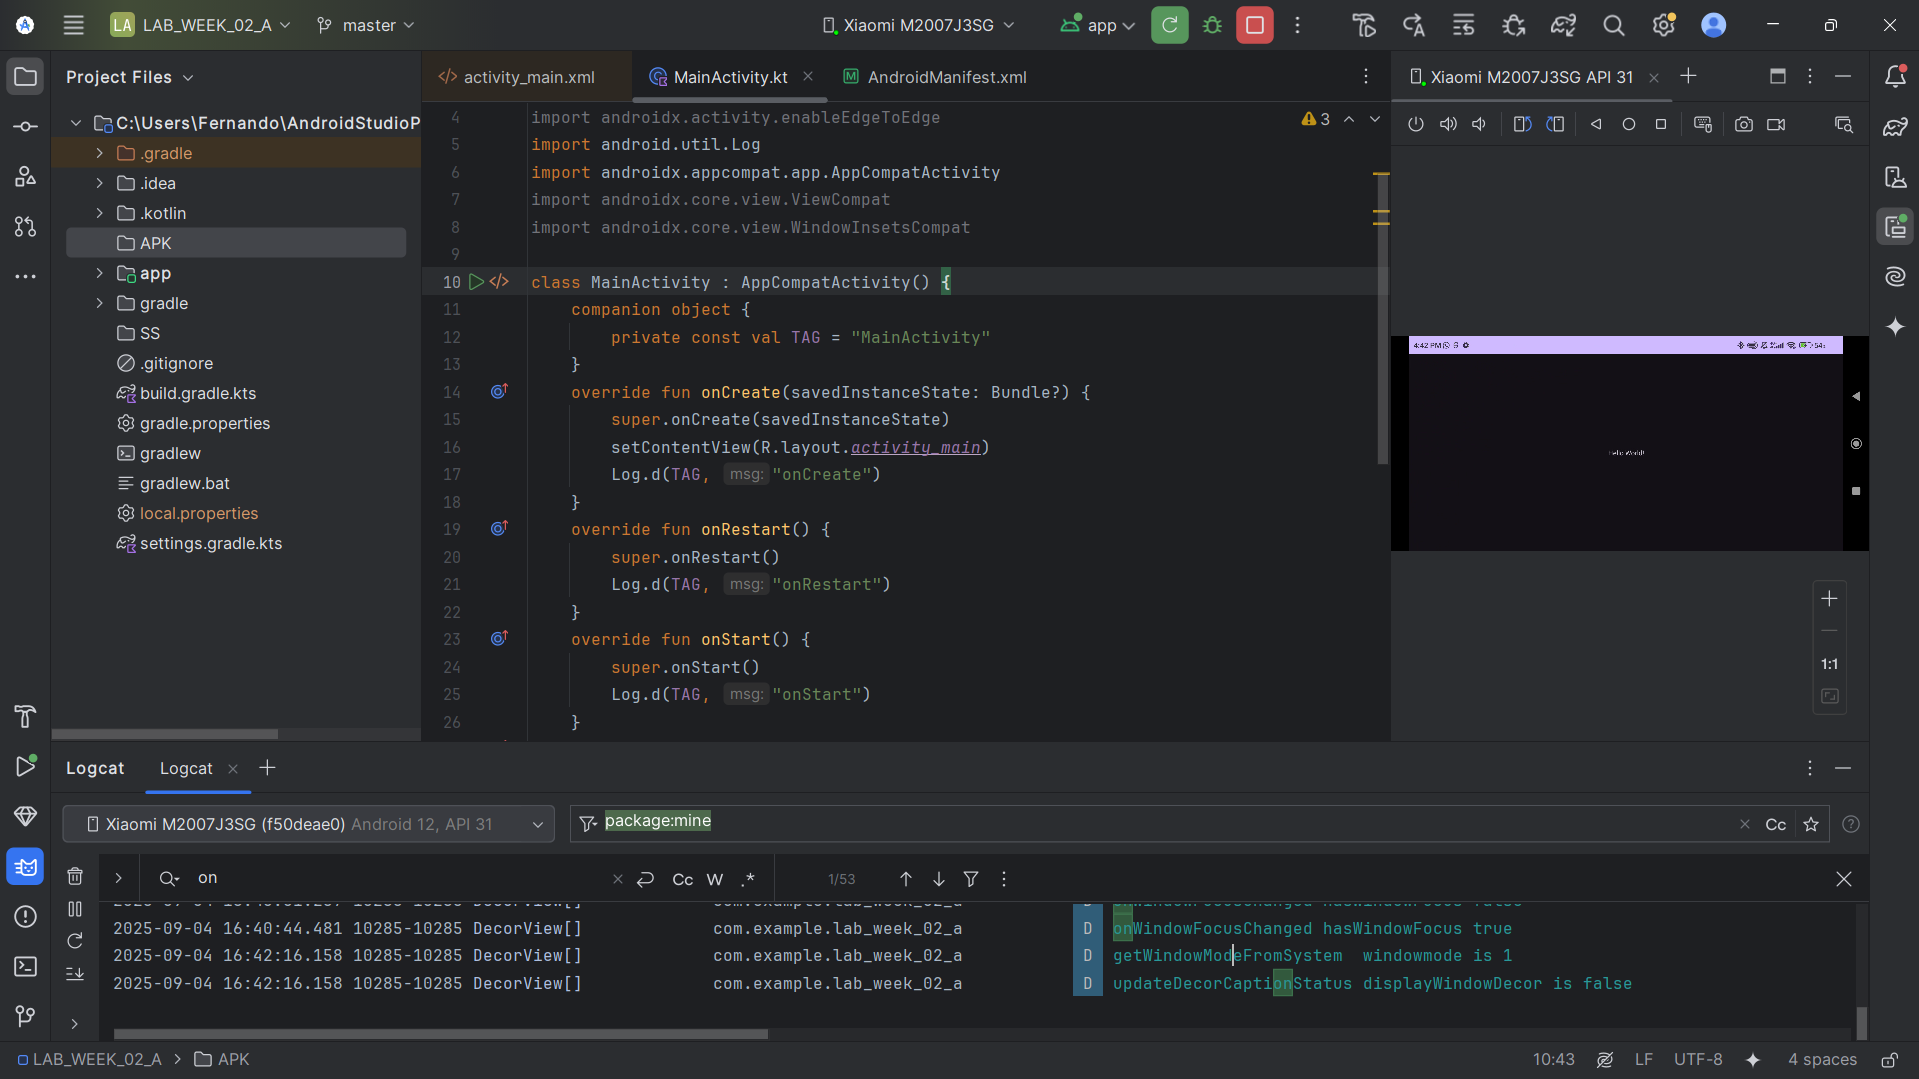 LA LAB_WEEK_02_A master
Xiaomi M2007J3SG app
Project Files
C:\Users\Fernando\AndroidStudioP
.gradle
.idea
.kotlin
APK
app
gradle
SS
.gitignore
build.gradle.kts
gradle.properties
gradlew
gradlew.bat
local.properties
settings.gradle.kts
activity_main.xml MainActivity.kt AndroidManifest.xml
3
4 import androidx.activity.enableEdgeToEdge
5 import android.util.Log
6 import androidx.appcompat.app.AppCompatActivity
7 import androidx.core.view.ViewCompat
8 import androidx.core.view.WindowInsetsCompat
9
10 class MainActivity : AppCompatActivity() {
11 companion object {
12 private const val TAG = "MainActivity"
13 }
14 override fun onCreate(savedInstanceState: Bundle?) {
15 super.onCreate(savedInstanceState)
16 setContentView(R.layout.activity_main)
17 Log.d(TAG, msg: "onCreate")
18 }
19 override fun onRestart() {
20 super.onRestart()
21 Log.d(TAG, msg: "onRestart")
22 }
23 override fun onStart() {
24 super.onStart()
25 Log.d(TAG, msg: "onStart")
26 }
Xiaomi M2007J3SG API 31
4:42 PM
Hello World!
1:1
Logcat Logcat
Xiaomi M2007J3SG (f50deae0) Android 12, API 31
package:mine
Cc
on
Cc W .* 1/53
2025-09-04 16:40:44.481 10285-10285 DecorView[] com.example.lab_week_02_a D onWindowFocusChanged hasWindowFocus true
2025-09-04 16:42:16.158 10285-10285 DecorView[] com.example.lab_week_02_a D getWindowModeFromSystem windowmode is 1
2025-09-04 16:42:16.158 10285-10285 DecorView[] com.example.lab_week_02_a D updateDecorCaptionStatus displayWindowDecor is false
LAB_WEEK_02_A APK
10:43 LF UTF-8 4 spaces